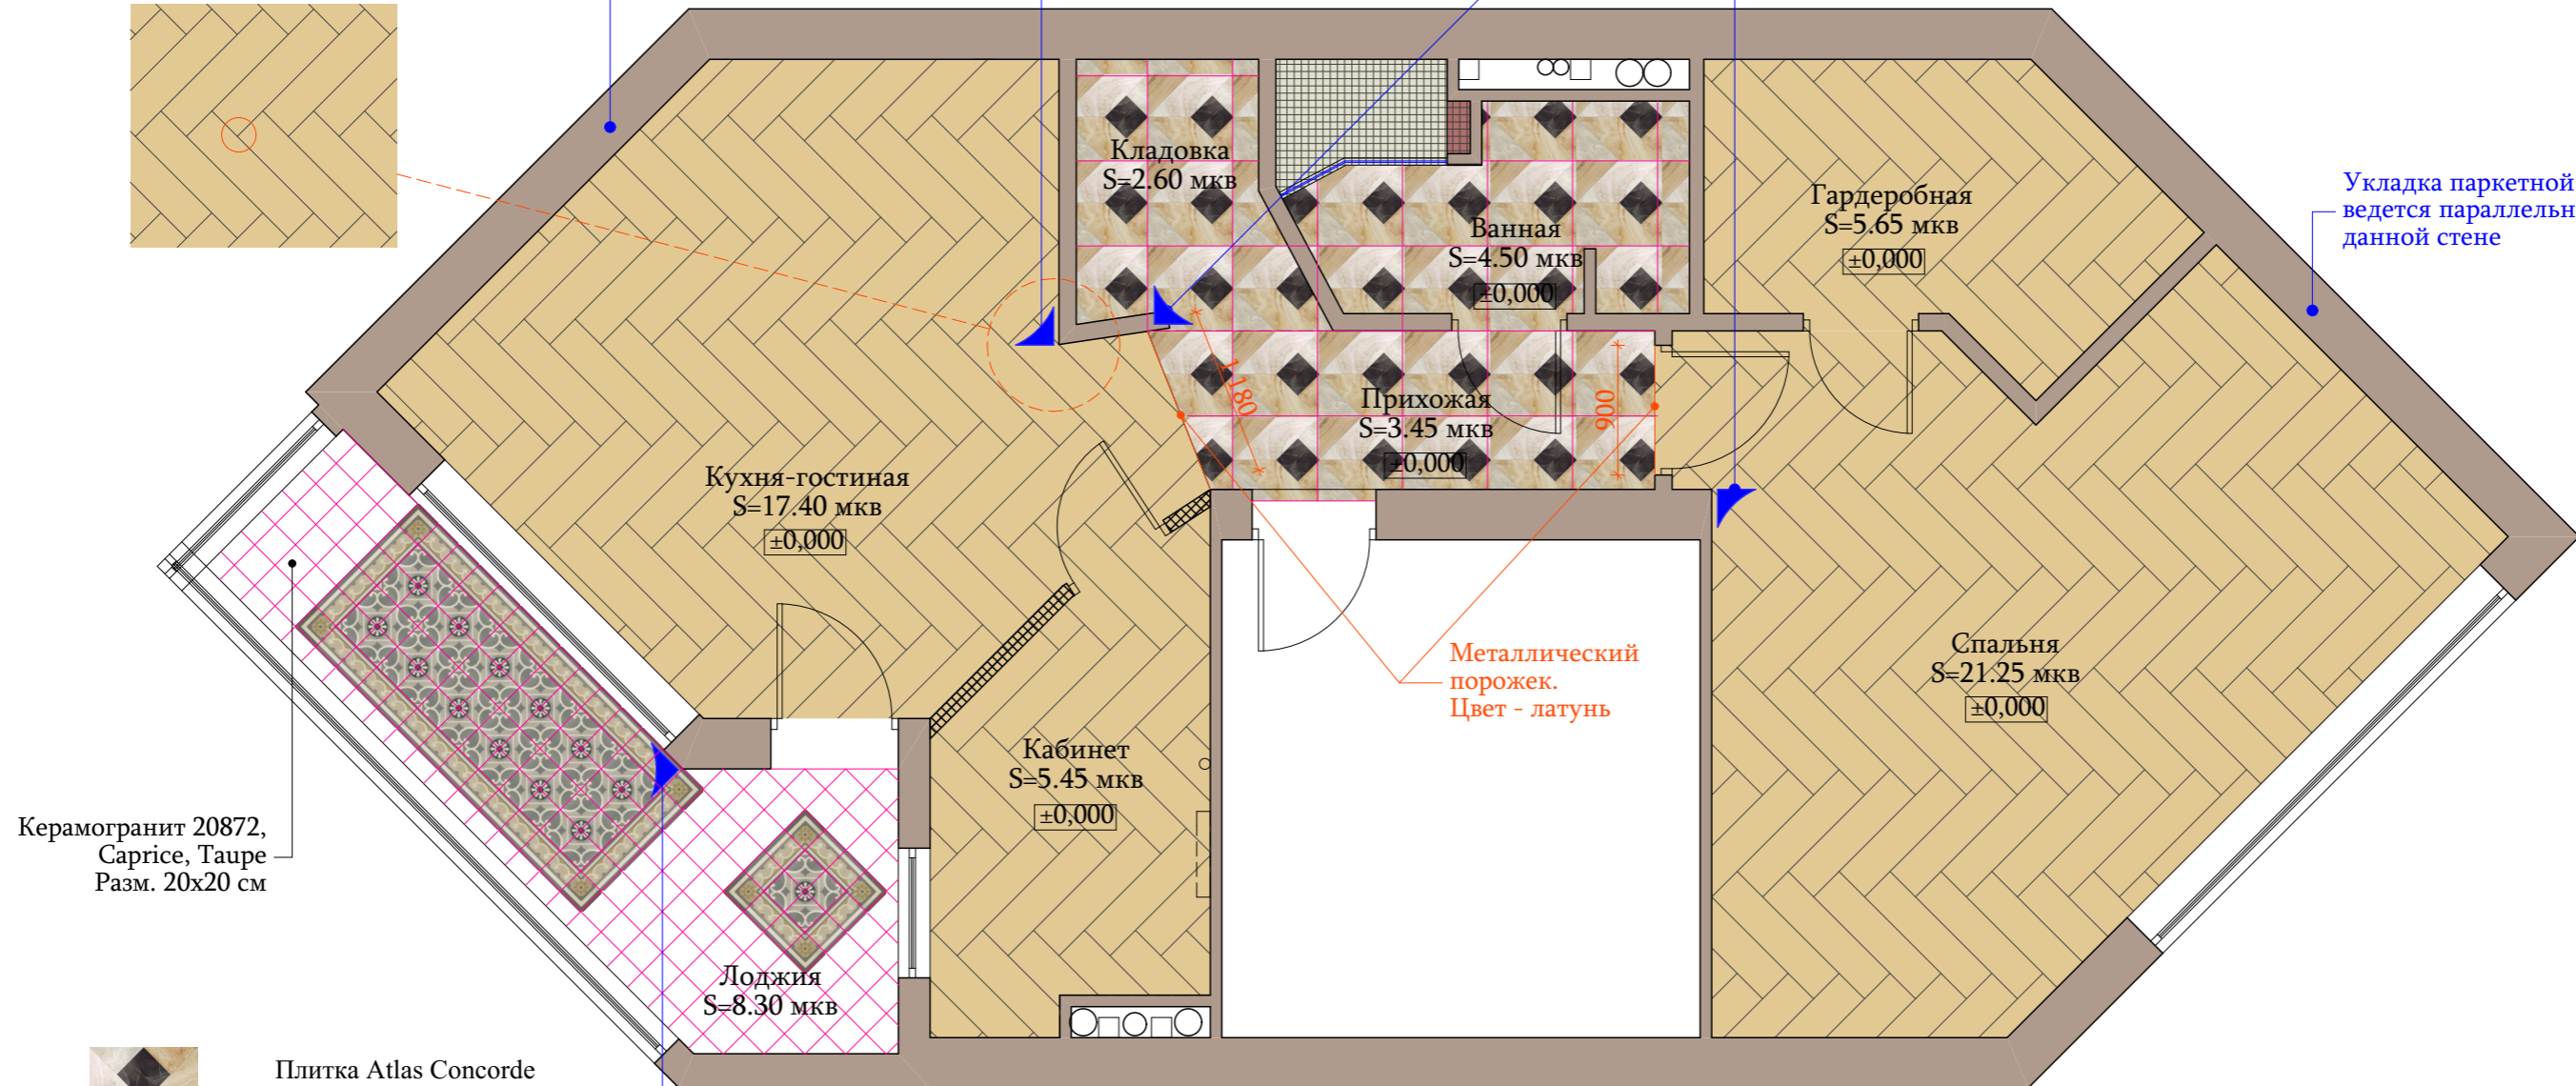 Кладовка
S=2.60 мкв
Ванная
S=4.50 мкв
±0,000
Гардеробная
S=5.65 мкв
±0,000
Укладка паркетной
ведется параллельн
данной стене
1 180
900
Прихожая
S=3.45 мкв
±0,000
Кухня-гостиная
S=17.40 мкв
±0,000
Металлический
порожек.
Цвет - латунь
Спальня
S=21.25 мкв
±0,000
Кабинет
S=5.45 мкв
±0,000
Керамогранит 20872,
Caprice, Taupe
Разм. 20x20 см
Лоджия
S=8.30 мкв
Плитка Atlas Concorde